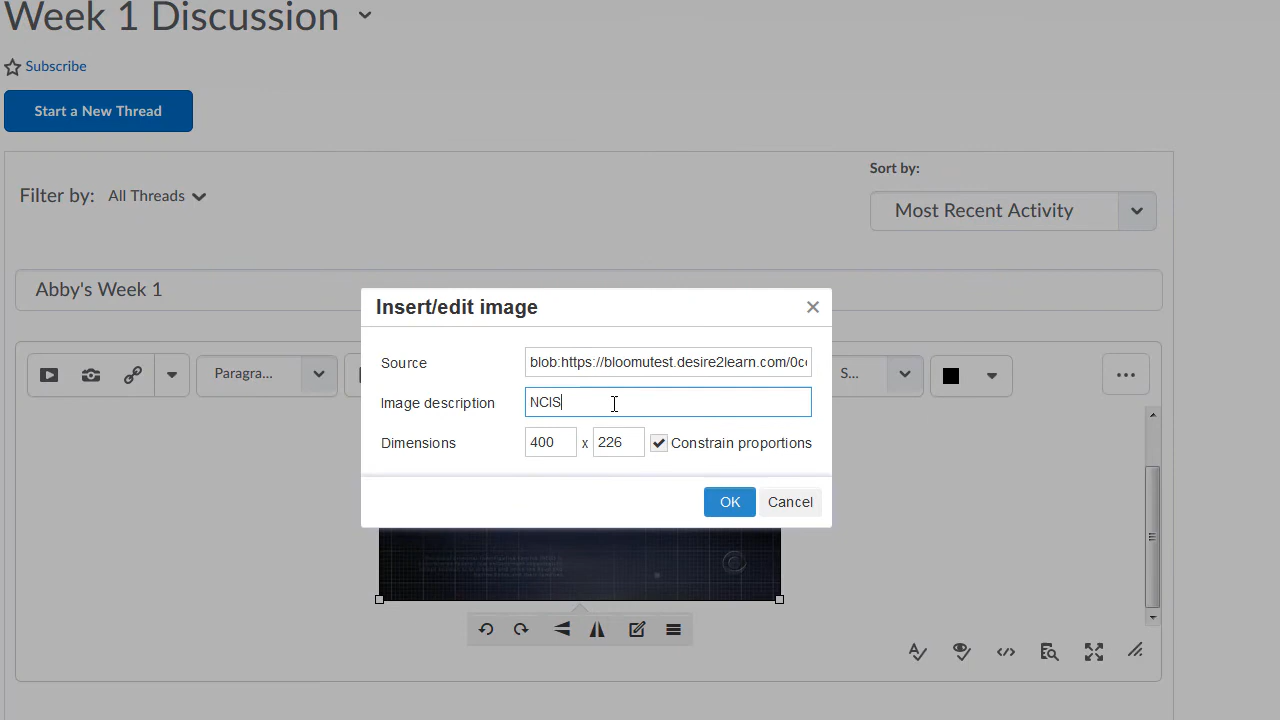 Week 1 Discussion
Subscribe
Start a New Thread
Sort by:
Filter by: All Threads
Most Recent Activity
Abby's Week 1
Insert/edit image
Source blob:https://bloomutest.desire2learn.com/0c
Image description NCIS
Dimensions 400 x 226 Constrain proportions
OK Cancel
Paragra... S...